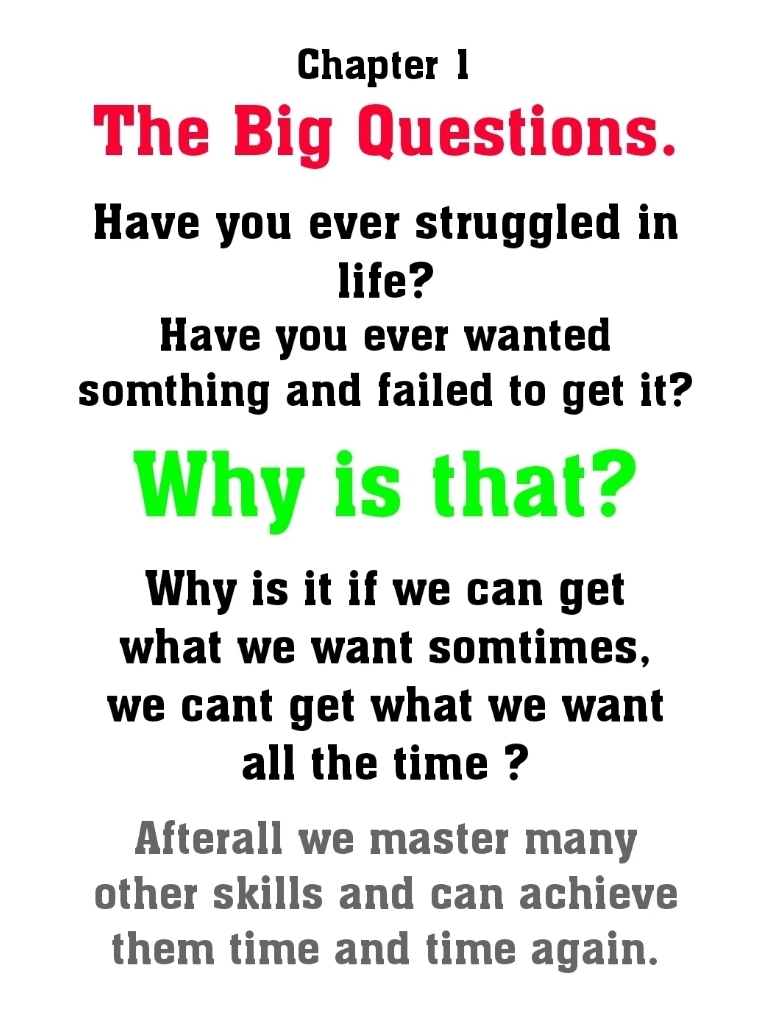 Chapter 1
The Big Questions.
Have you ever struggled in
life?
Have you ever wanted
somthing and failed to get it?
Why is that?
Why is it if we can get
what we want somtimes,
we cant get what we want
all the time ?
Afterall we master many
other skills and can achieve
them time and time again.